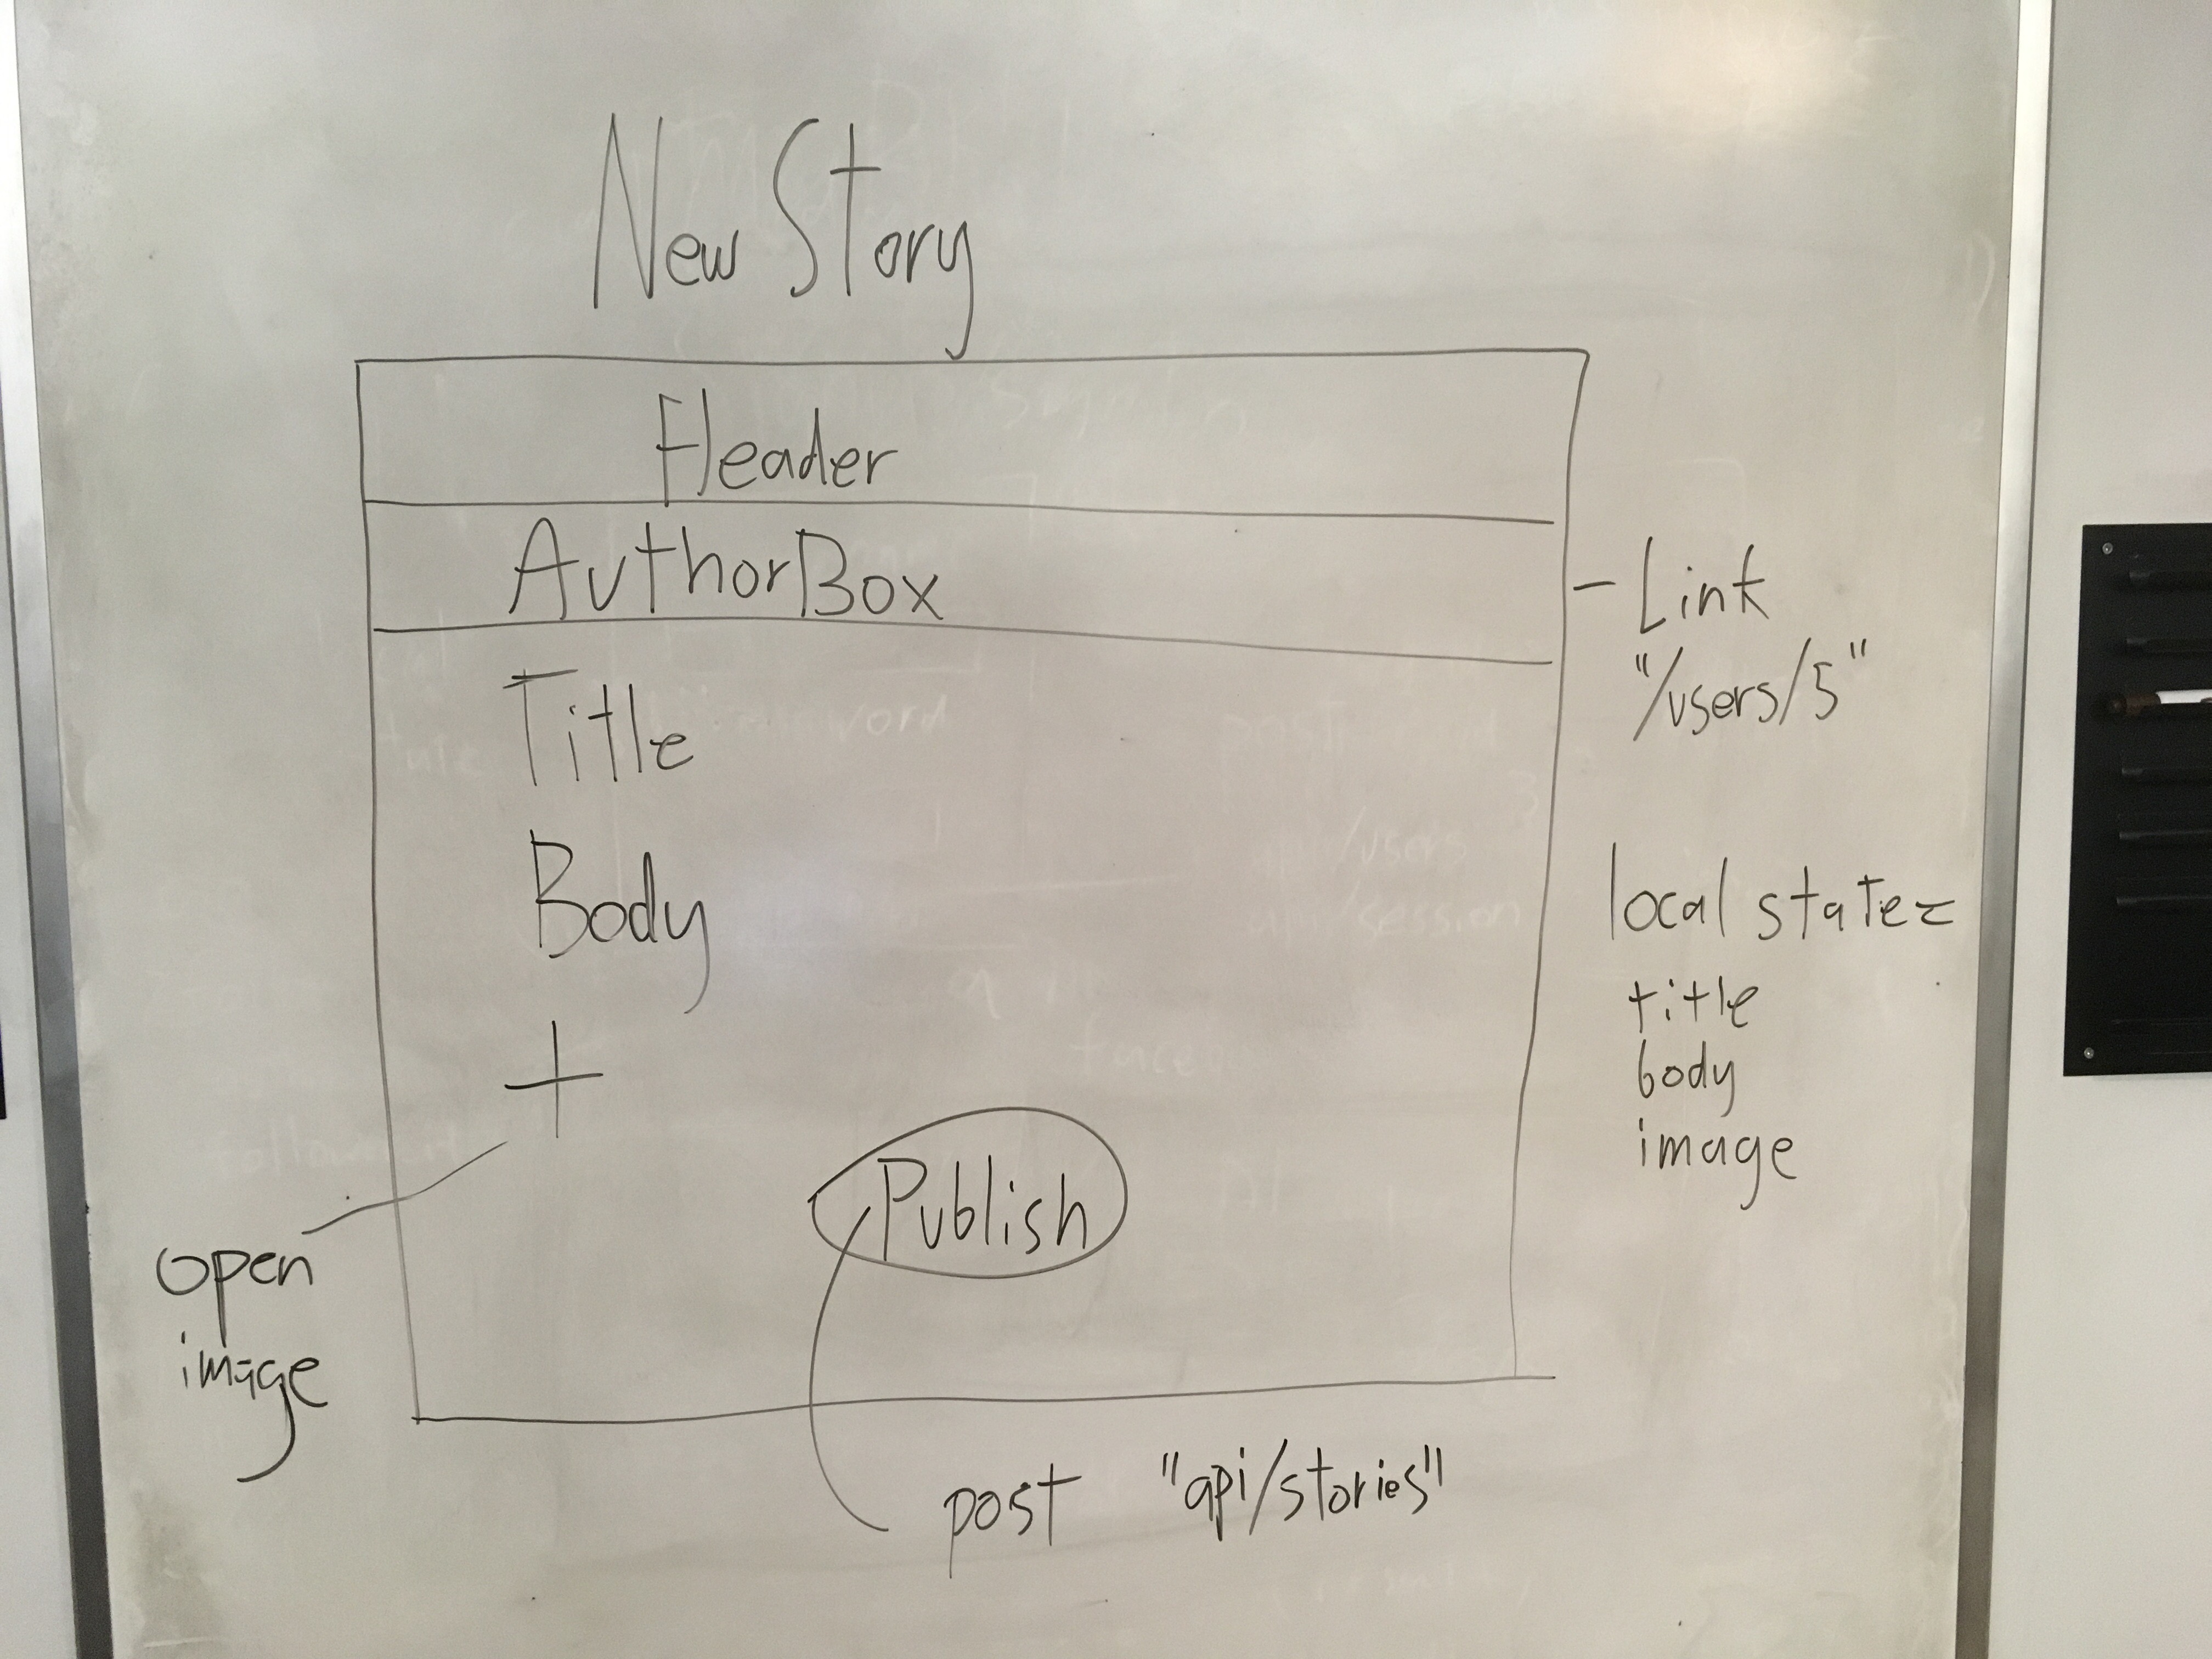 New Story
Header
AuthorBox
- Link
"/users/5"
Title
Body
+
local state=
title
body
image
Publish
open
image
post "api/stories"